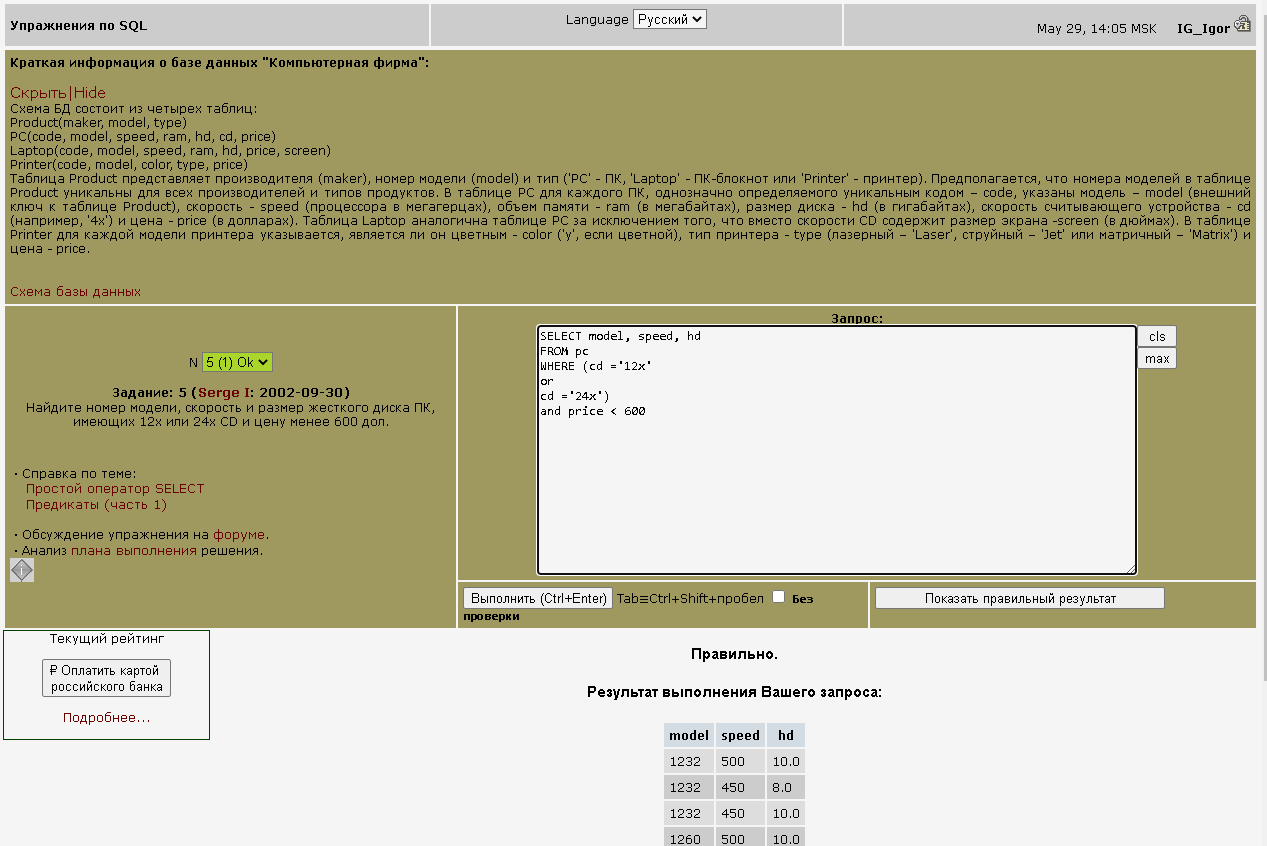 Упражнения по SQL
Language Русский
May 29, 14:05 MSK IG_Igor
Краткая информация о базе данных "Компьютерная фирма":
Скрыть|Hide
Схема БД состоит из четырех таблиц:
Product(maker, model, type)
PC(code, model, speed, ram, hd, cd, price)
Laptop(code, model, speed, ram, hd, price, screen)
Printer(code, model, color, type, price)
Таблица Product представляет производителя (maker), номер модели (model) и тип ('PC' - ПК, 'Laptop' - ПК-блокнот или 'Printer' - принтер). Предполагается, что номера моделей в таблице
Product уникальны для всех производителей и типов продуктов. В таблице PC для каждого ПК, однозначно определяемого уникальным кодом – code, указаны модель – model (внешний
ключ к таблице Product), скорость - speed (процессора в мегагерцах), объем памяти - ram (в мегабайтах), размер диска - hd (в гигабайтах), скорость считывающего устройства - cd
(например, '4x') и цена - price (в долларах). Таблица Laptop аналогична таблице РС за исключением того, что вместо скорости CD содержит размер экрана -screen (в дюймах). В таблице
Printer для каждой модели принтера указывается, является ли он цветным - color ('y', если цветной), тип принтера - type (лазерный – 'Laser', струйный – 'Jet' или матричный – 'Matrix') и
цена - price.
Схема базы данных
N 5 (1) Ok
Задание: 5 (Serge I: 2002-09-30)
Найдите номер модели, скорость и размер жесткого диска ПК,
имеющих 12x или 24x CD и цену менее 600 дол.
· Справка по теме:
Простой оператор SELECT
Предикаты (часть 1)
· Обсуждение упражнения на форуме.
· Анализ плана выполнения решения.
i
Запрос:
SELECT model, speed, hd
FROM pc
WHERE (cd ='12x'
or
cd ='24x')
and price < 600
cls
max
Выполнить (Ctrl+Enter) Tab≡Ctrl+Shift+пробел Без
проверки
Показать правильный результат
Текущий рейтинг
₽ Оплатить картой
российского банка
Подробнее...
Правильно.
Результат выполнения Вашего запроса:
model speed hd
1232 500 10.0
1232 450 8.0
1232 450 10.0
1260 500 10.0